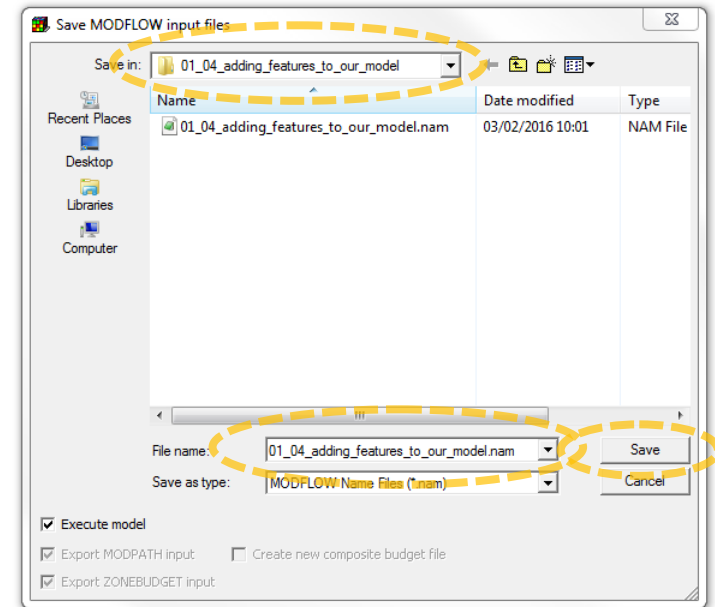 Save MODFLOW input files
Save in: 01_04_adding_features_to_our_model
Recent Places
Desktop
Libraries
Computer
Name Date modified Type
01_04_adding_features_to_our_model.nam 03/02/2016 10:01 NAM File
File name: 01_04_adding_features_to_our_model.nam Save
Save as type: MODFLOW Name Files (*.nam) Cancel
Execute model
Export MODPATH input Create new composite budget file
Export ZONEBUDGET input